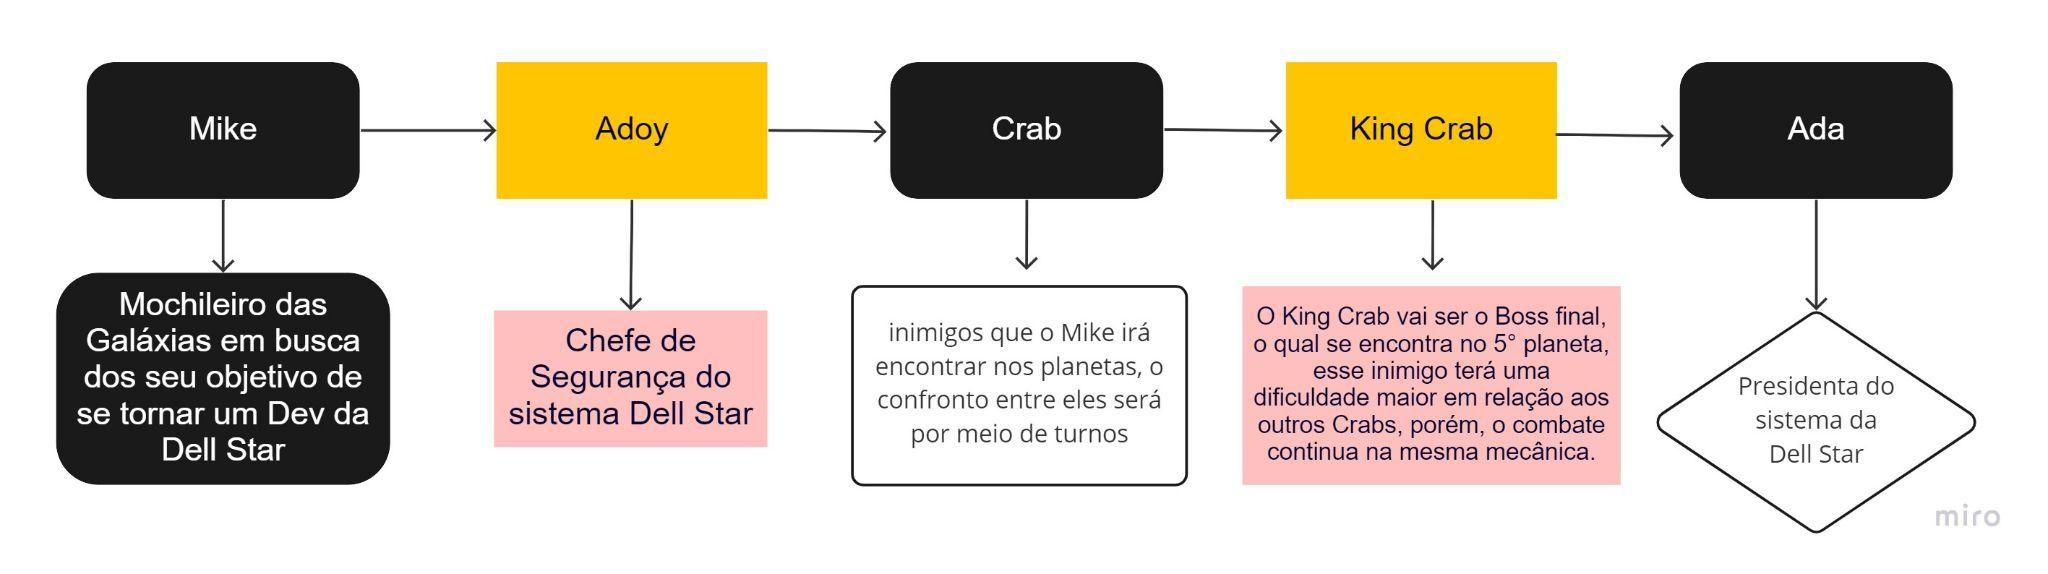 Mike
Adoy
Crab
King Crab
Ada
Mochileiro das
Galáxias em busca
dos seu objetivo de
se tornar um Dev da
Dell Star
Chefe de
Segurança do
sistema Dell Star
inimigos que o Mike irá
encontrar nos planetas, o
confronto entre eles será
por meio de turnos
O King Crab vai ser o Boss final,
o qual se encontra no 5° planeta,
esse inimigo terá uma
dificuldade maior em relação aos
outros Crabs, porém, o combate
continua na mesma mecânica.
Presidenta do
sistema da
Dell Star
miro